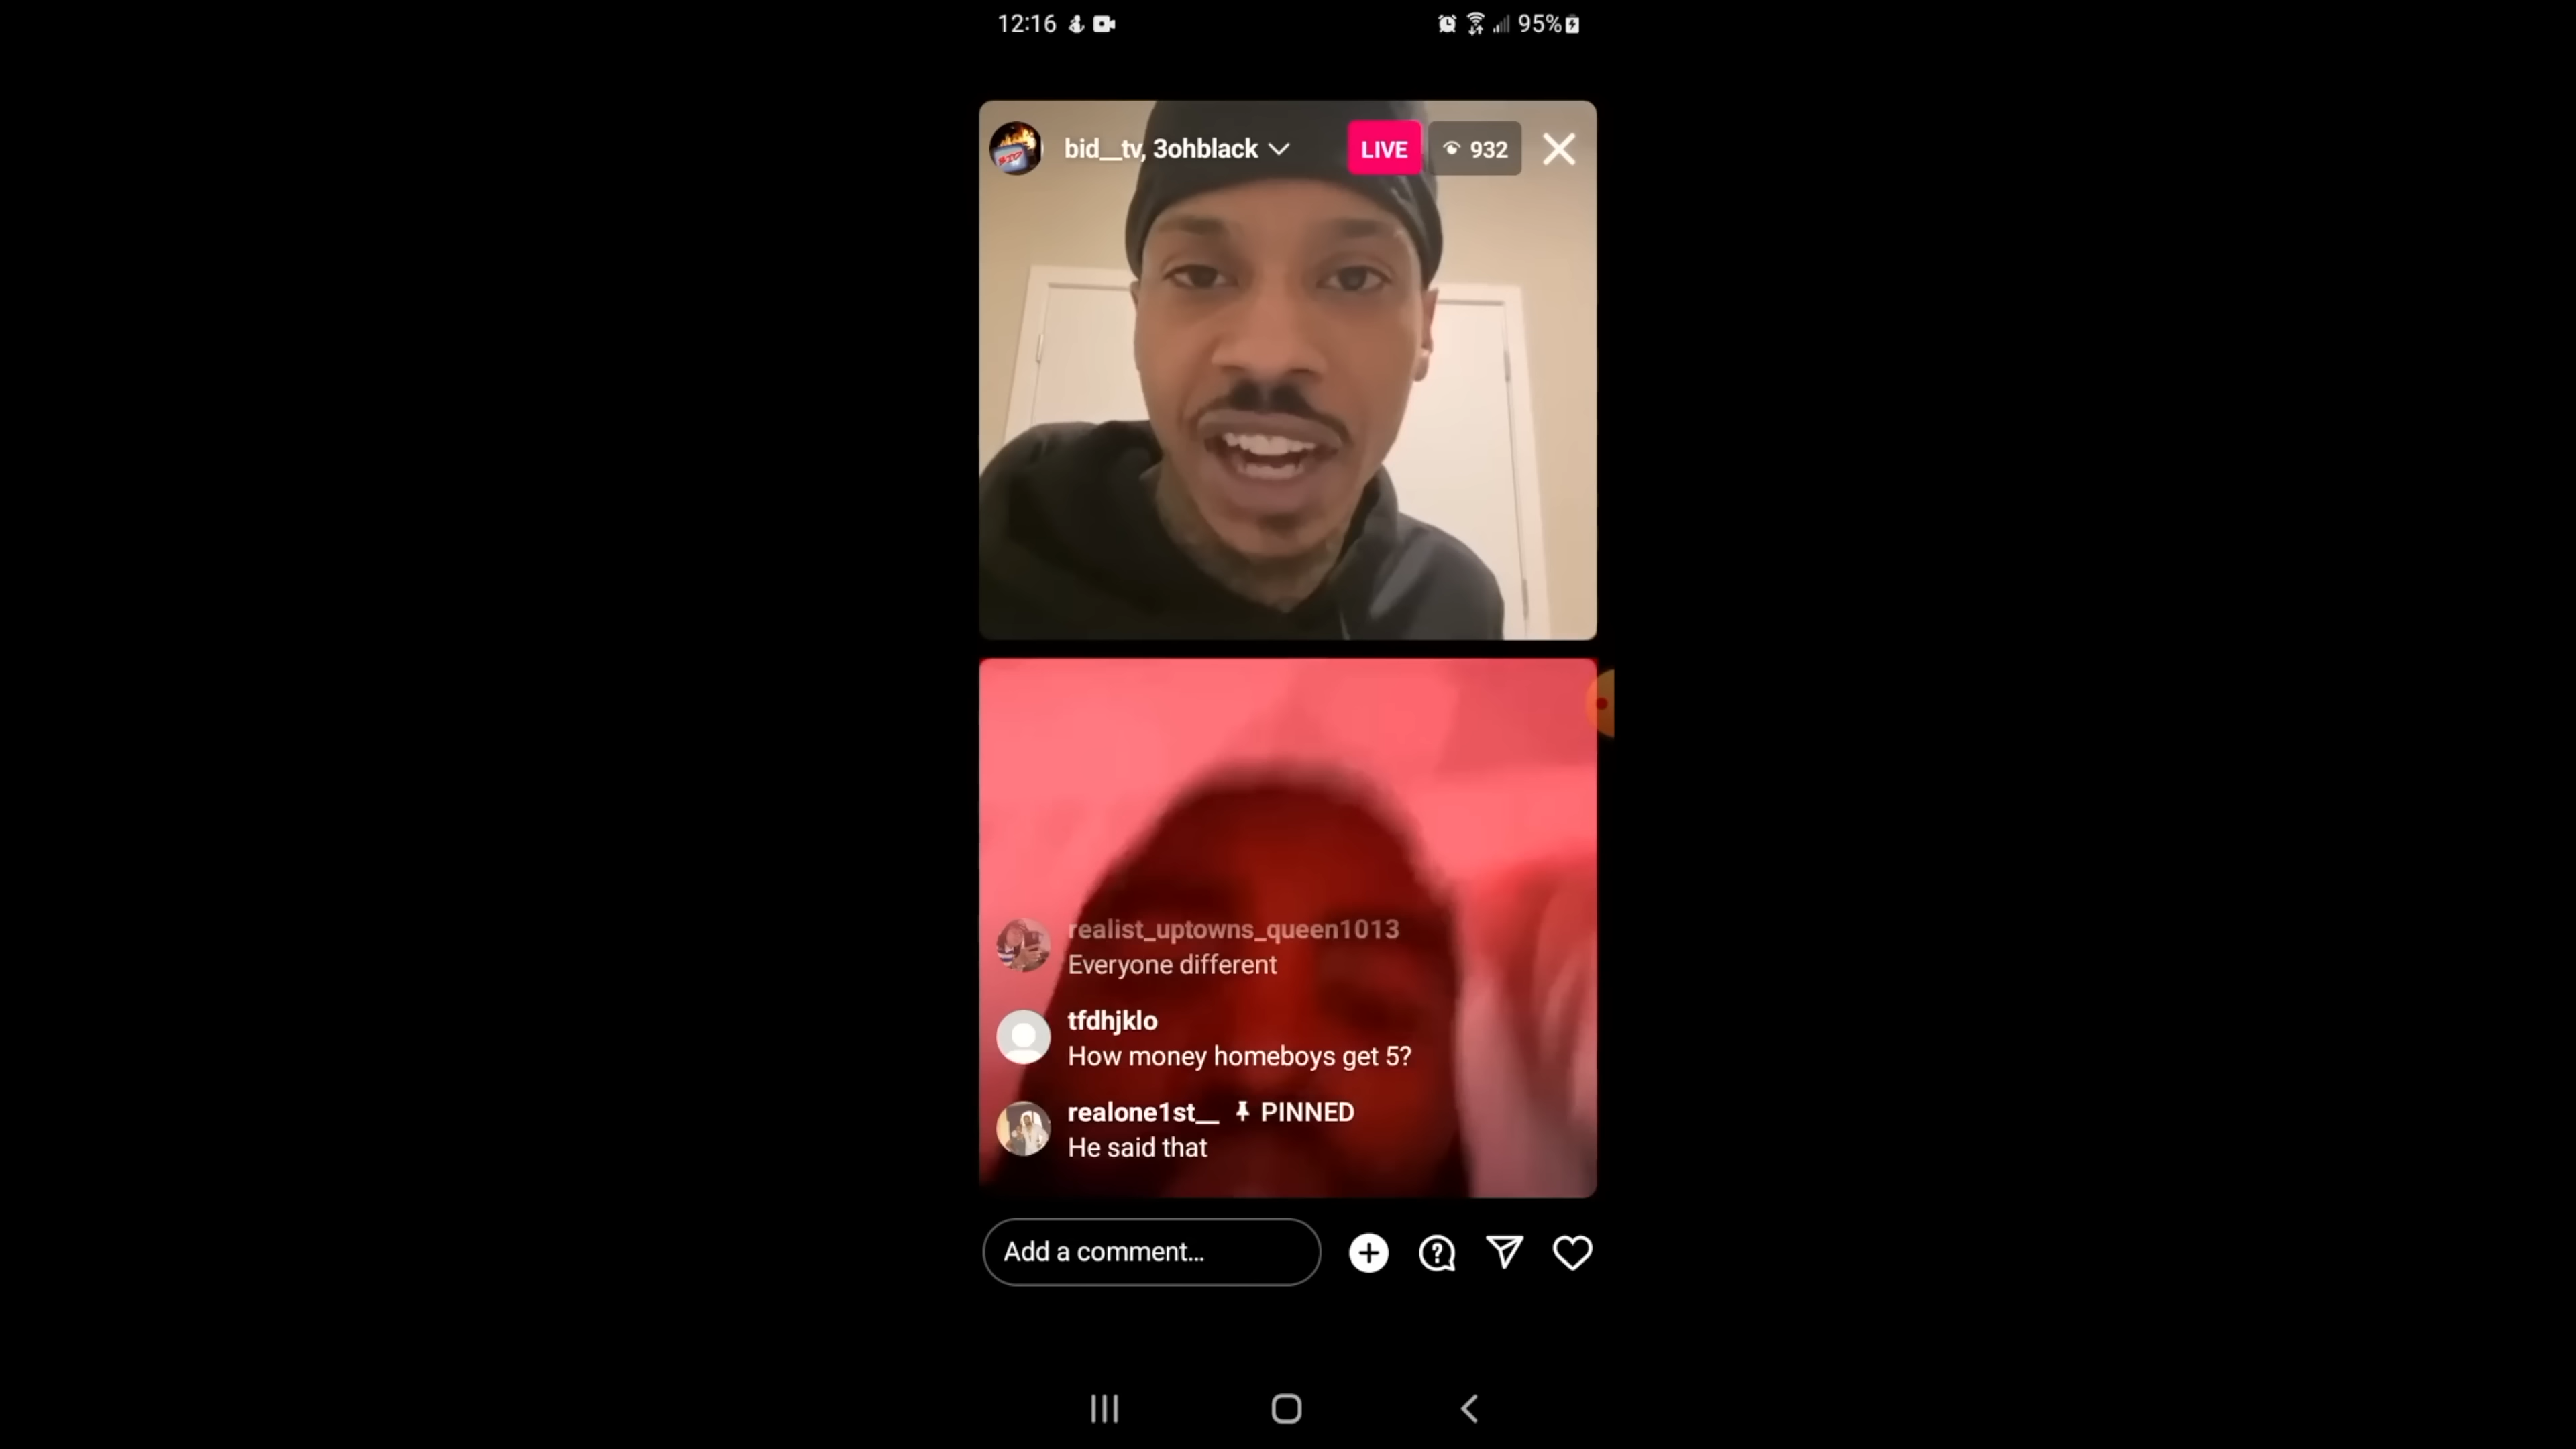 12:16
95%
bid__tv, 3ohblack
LIVE
932
realist_uptowns_queen1013
Everyone different
tfdhjklo
How money homeboys get 5?
realone1st__ PINNED
He said that
Add a comment...